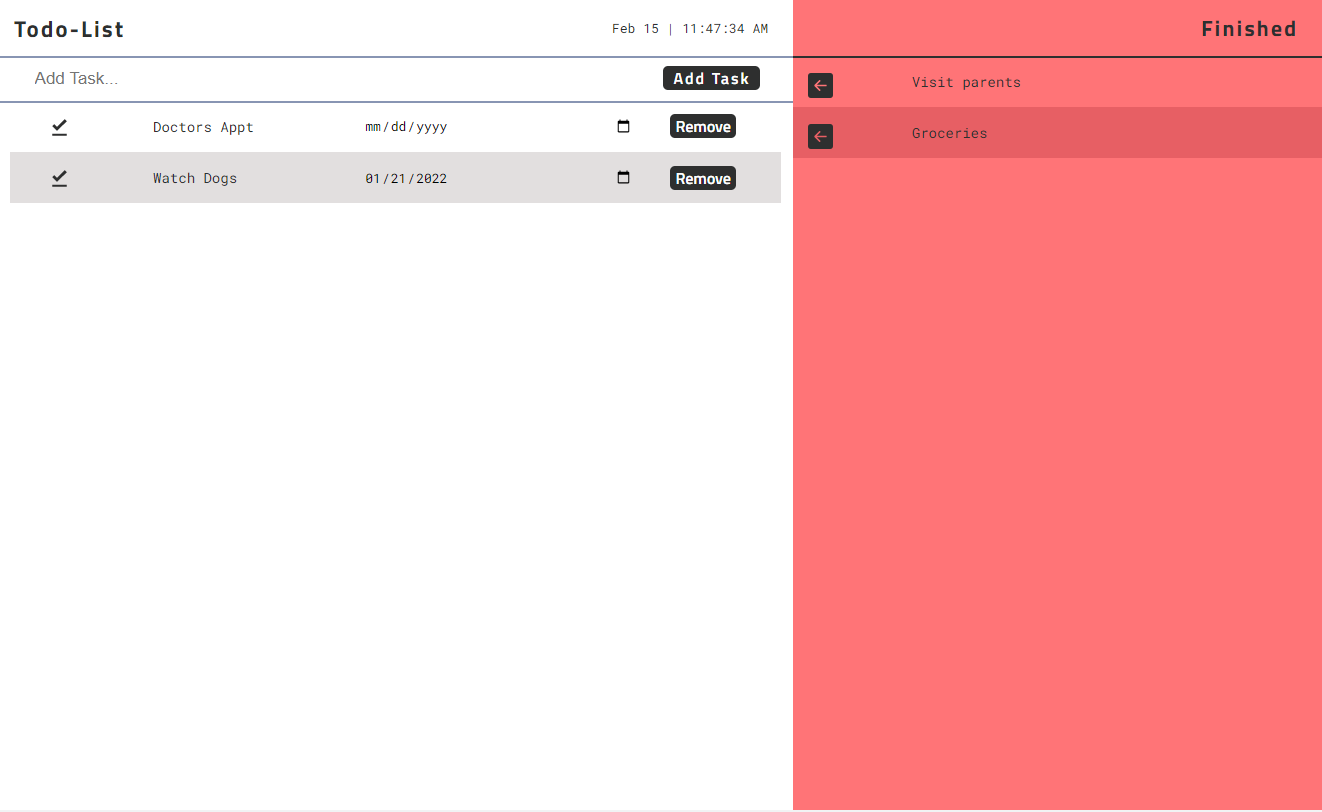 Todo-List
Feb 15 | 11:47:34 AM
Add Task...
Add Task
Doctors Appt
mm/dd/yyyy
Remove
Watch Dogs
01/21/2022
Remove
Finished
Visit parents
Groceries